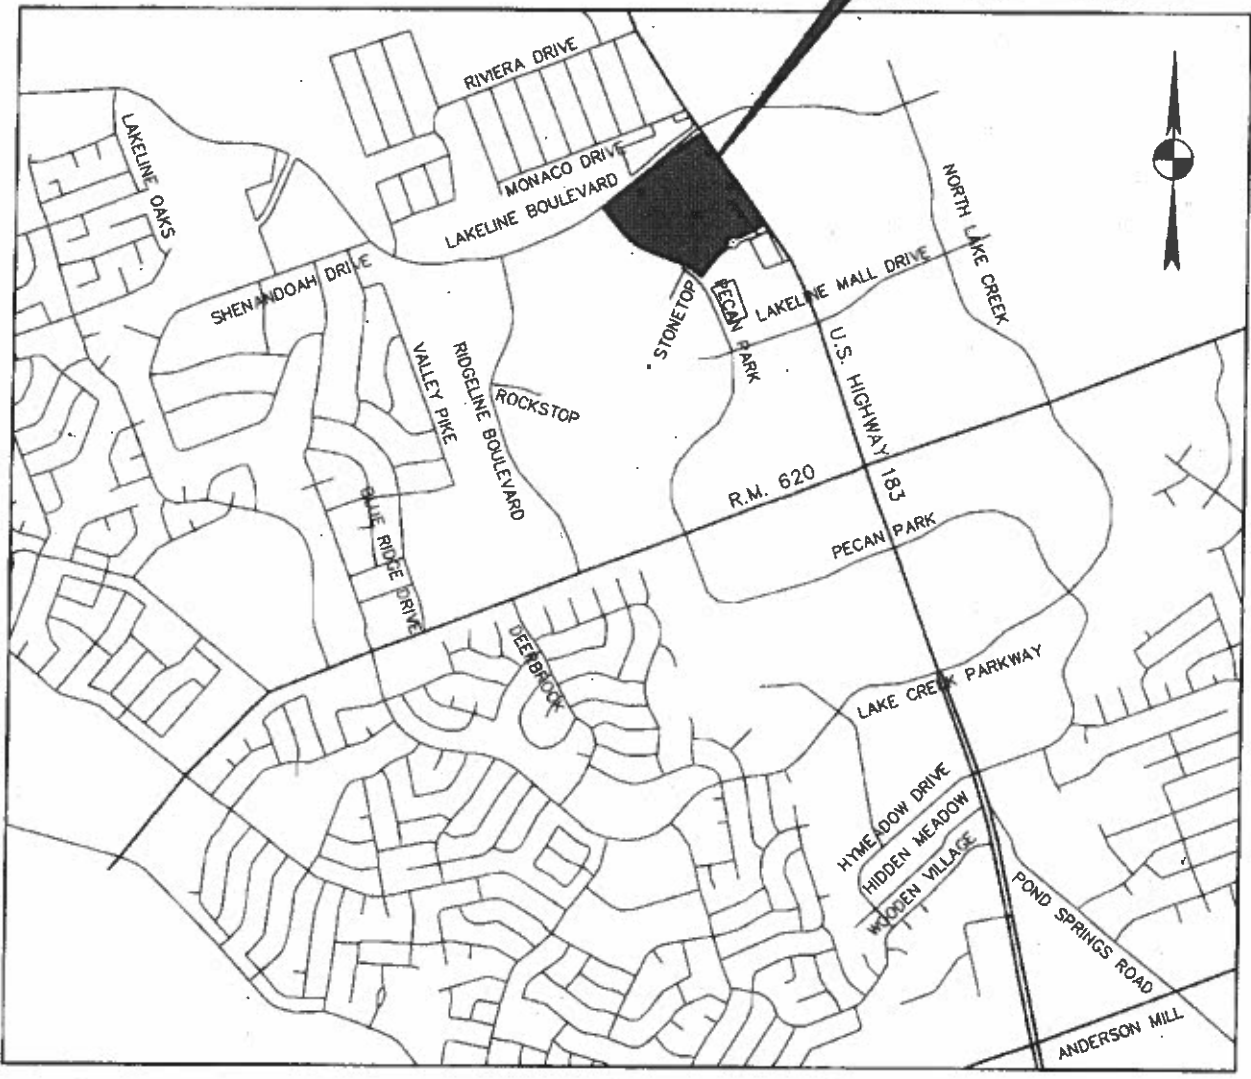 RIVIERA DRIVE
LAKELINE OAKS
MONACO DRIVE
LAKELINE BOULEVARD
NORTH LAKE CREEK
SHENANDOAH DRIVE
STONETOP
PECAN PARK
LAKELINE MALL DRIVE
U.S. HIGHWAY 183
VALLEY PIKE
RIDGELINE BOULEVARD
ROCKSTOP
R.M. 620
BLUE RIDGE DRIVE
PECAN PARK
DEERBROOK
LAKE CREEK PARKWAY
HYMEADOW DRIVE
HIDDEN MEADOW
WOODEN VILLAGE
POND SPRINGS ROAD
ANDERSON MILL